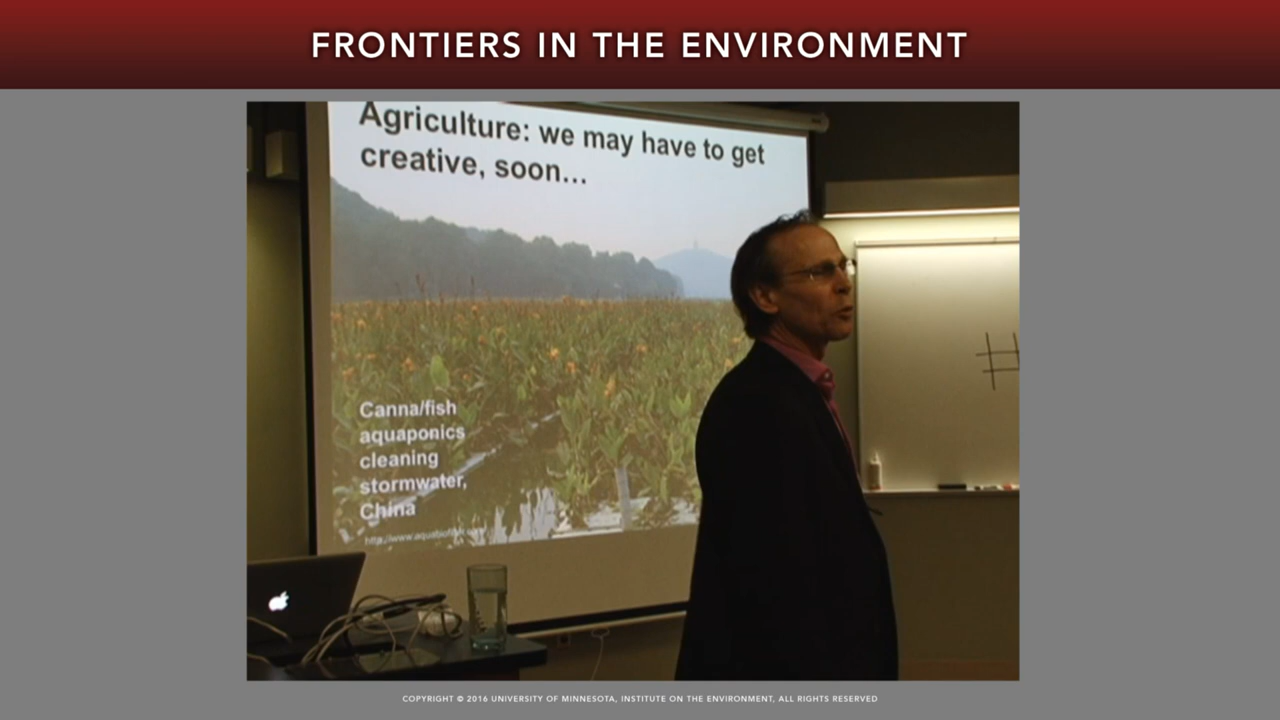 FRONTIERS IN THE ENVIRONMENT
Agriculture: we may have to get
creative, soon...
Canna/fish
aquaponics
cleaning
stormwater,
China
COPYRIGHT © 2016 UNIVERSITY OF MINNESOTA, INSTITUTE ON THE ENVIRONMENT, ALL RIGHTS RESERVED